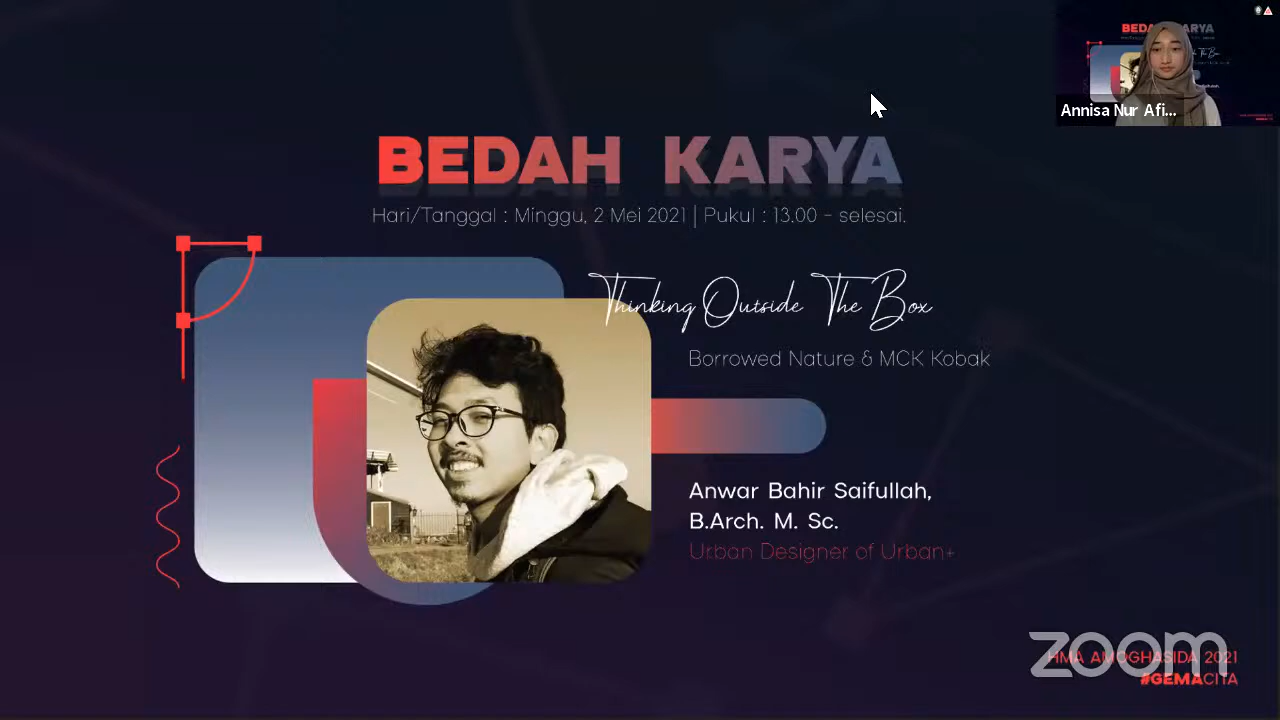 BEDAH KARYA
Hari/Tanggal : Minggu, 2 Mei 2021 | Pukul : 13.00 - selesai.
Thinking Outside The Box
Borrowed Nature & MCK Kobak
Anwar Bahir Saifullah,
B.Arch. M. Sc.
Urban Designer of Urban+
Annisa Nur Afi...
zoom
HMA AMOGHASIDA 2021
#GEMACITA